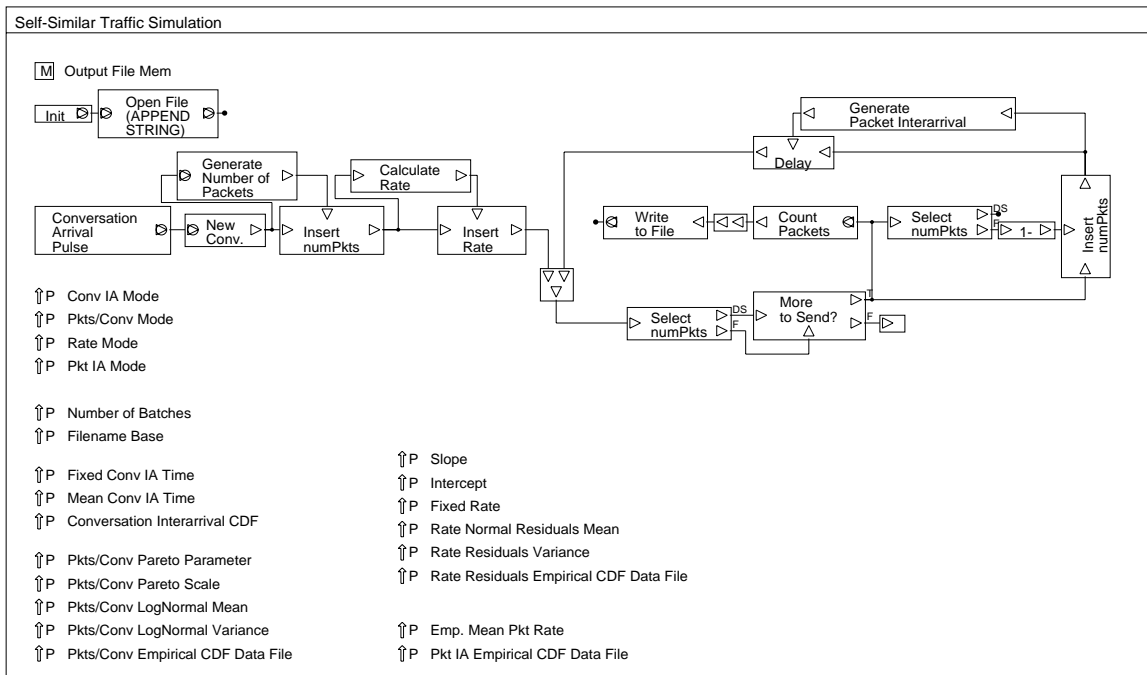 Self-Similar Traffic Simulation
M Output File Mem
Init
Open File
(APPEND
STRING)
Generate
Packet Interarrival
Delay
Generate
Number of
Packets
Calculate
Rate
Conversation
Arrival
Pulse
New
Conv.
Insert
numPkts
Insert
Rate
Write
to File
Count
Packets
Select
numPkts
DS
F
1-
Insert
numPkts
Select
numPkts
DS
F
More
to Send?
T
F
P Conv IA Mode
P Pkts/Conv Mode
P Rate Mode
P Pkt IA Mode
P Number of Batches
P Filename Base
P Fixed Conv IA Time
P Mean Conv IA Time
P Conversation Interarrival CDF
P Pkts/Conv Pareto Parameter
P Pkts/Conv Pareto Scale
P Pkts/Conv LogNormal Mean
P Pkts/Conv LogNormal Variance
P Pkts/Conv Empirical CDF Data File
P Slope
P Intercept
P Fixed Rate
P Rate Normal Residuals Mean
P Rate Residuals Variance
P Rate Residuals Empirical CDF Data File
P Emp. Mean Pkt Rate
P Pkt IA Empirical CDF Data File